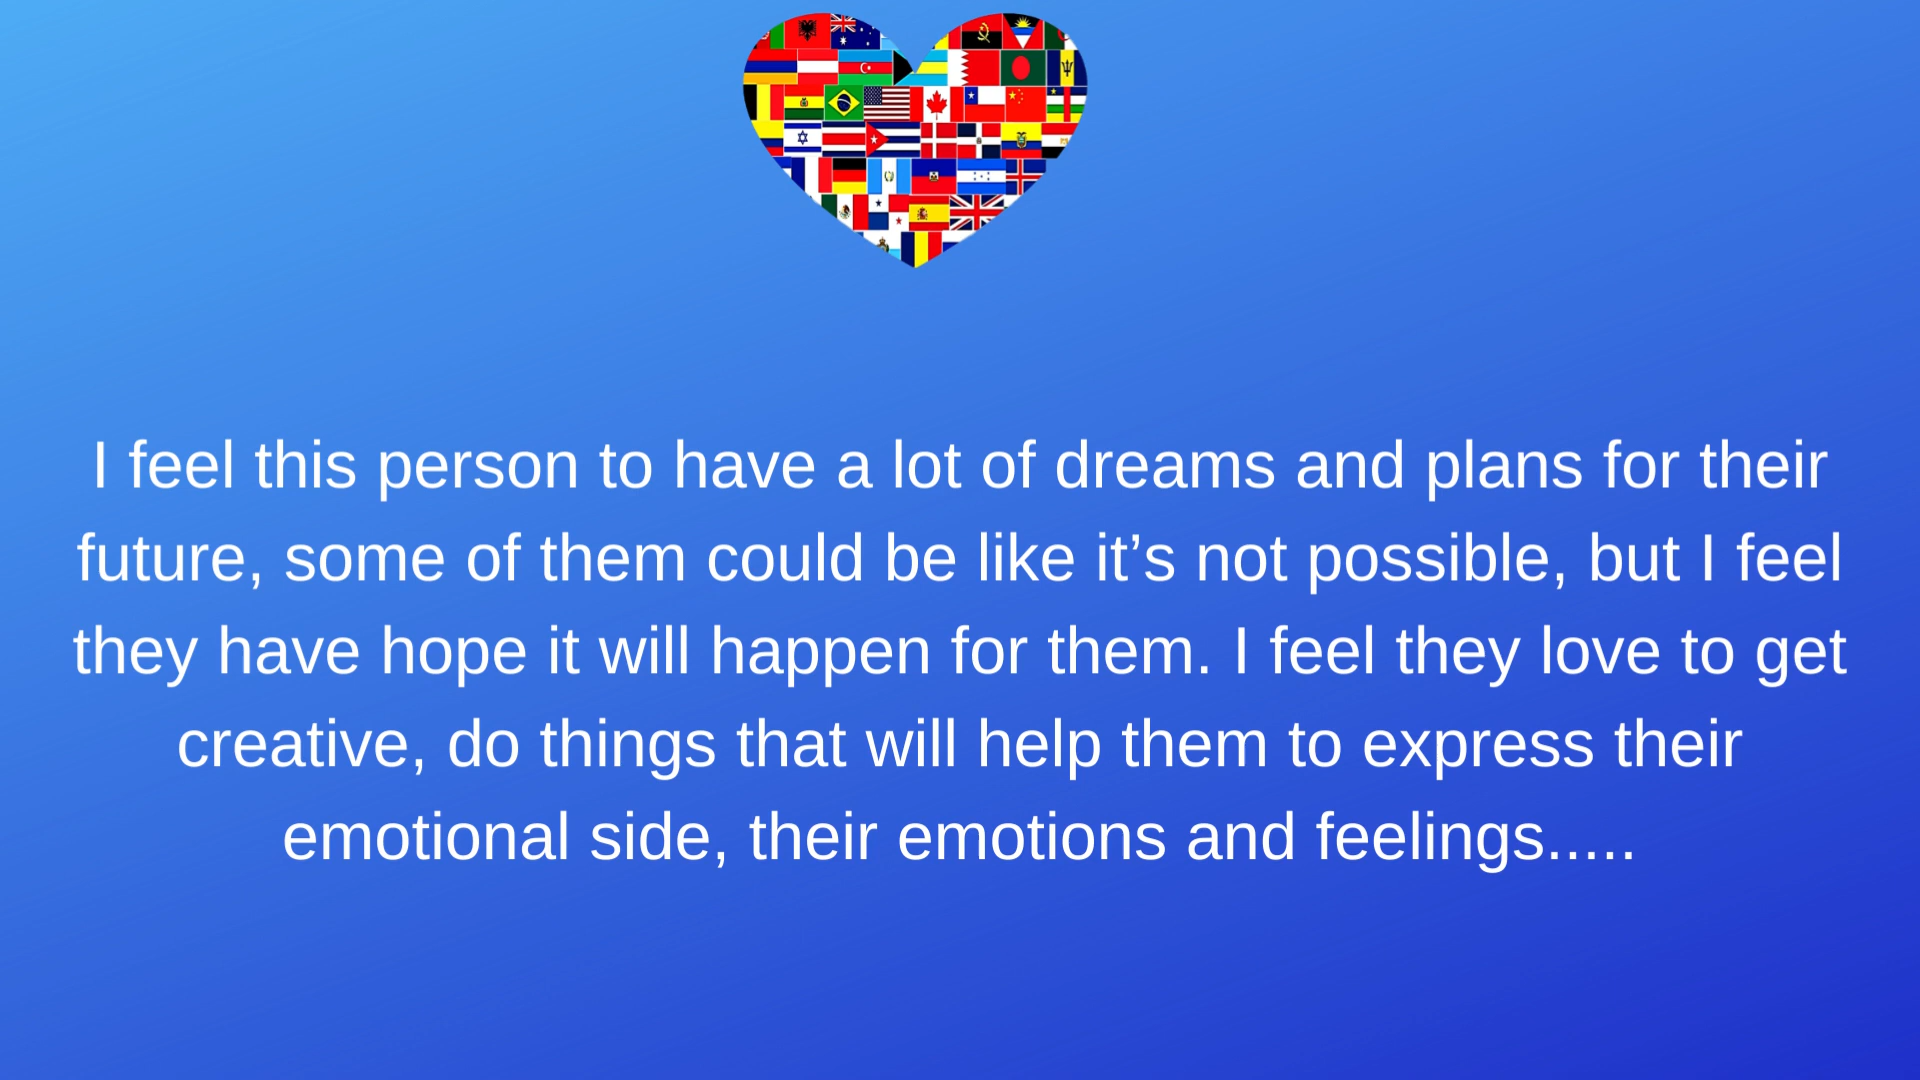 I feel this person to have a lot of dreams and plans for their
future, some of them could be like it’s not possible, but I feel
they have hope it will happen for them. I feel they love to get
creative, do things that will help them to express their
emotional side, their emotions and feelings.....